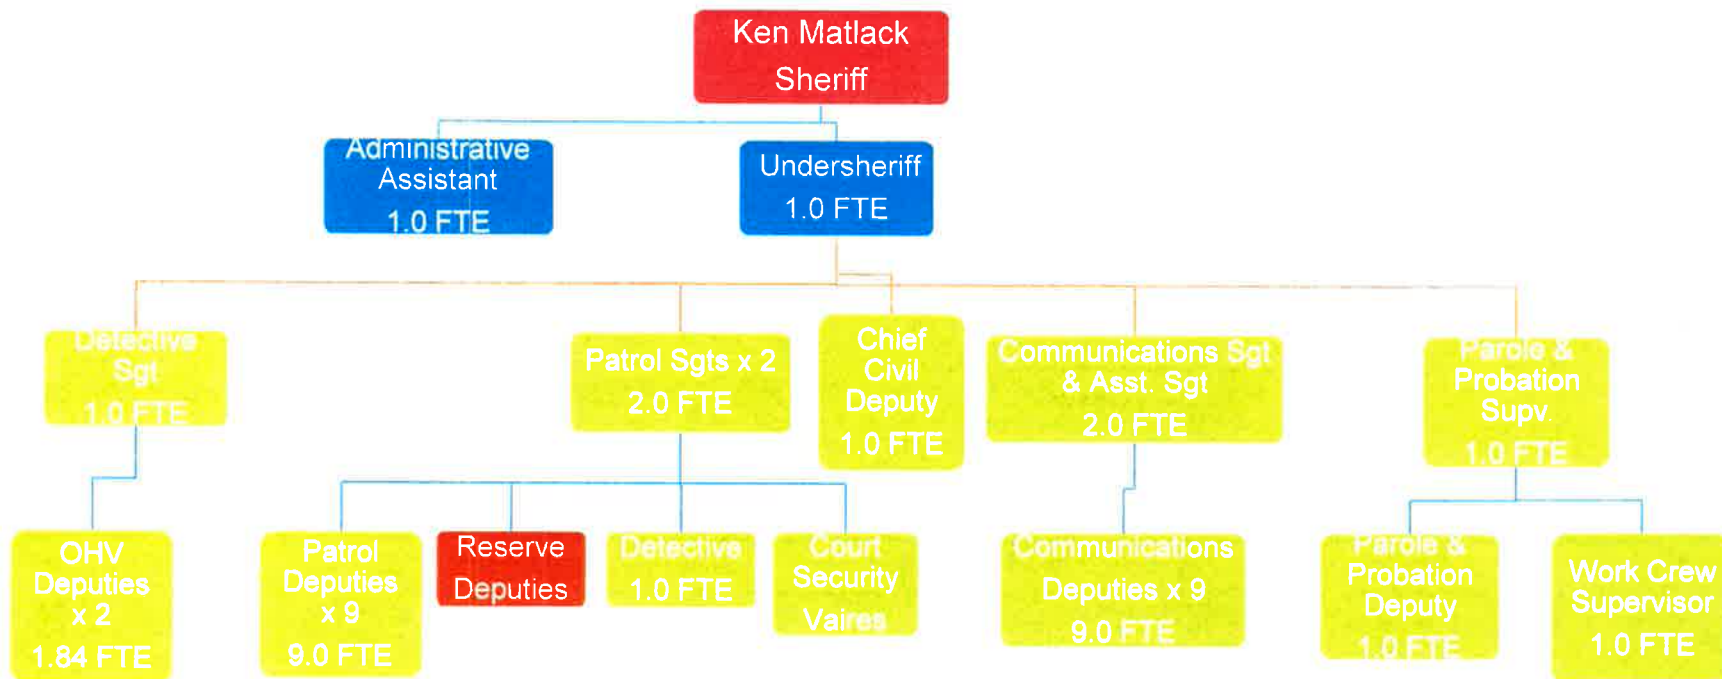 Ken Matlack
Sheriff
Administrative
Assistant
1.0 FTE
Undersheriff
1.0 FTE
Detective
Sgt
1.0 FTE
Patrol Sgts x 2
2.0 FTE
Chief
Civil
Deputy
1.0 FTE
Communications Sgt
& Asst. Sgt
2.0 FTE
Parole &
Probation
Supv.
1.0 FTE
OHV
Deputies
x 2
1.84 FTE
Patrol
Deputies
x 9
9.0 FTE
Reserve
Deputies
Detective
1.0 FTE
Court
Security
Vaires
Communications
Deputies x 9
9.0 FTE
Parole &
Probation
Deputy
1.0 FTE
Work Crew
Supervisor
1.0 FTE